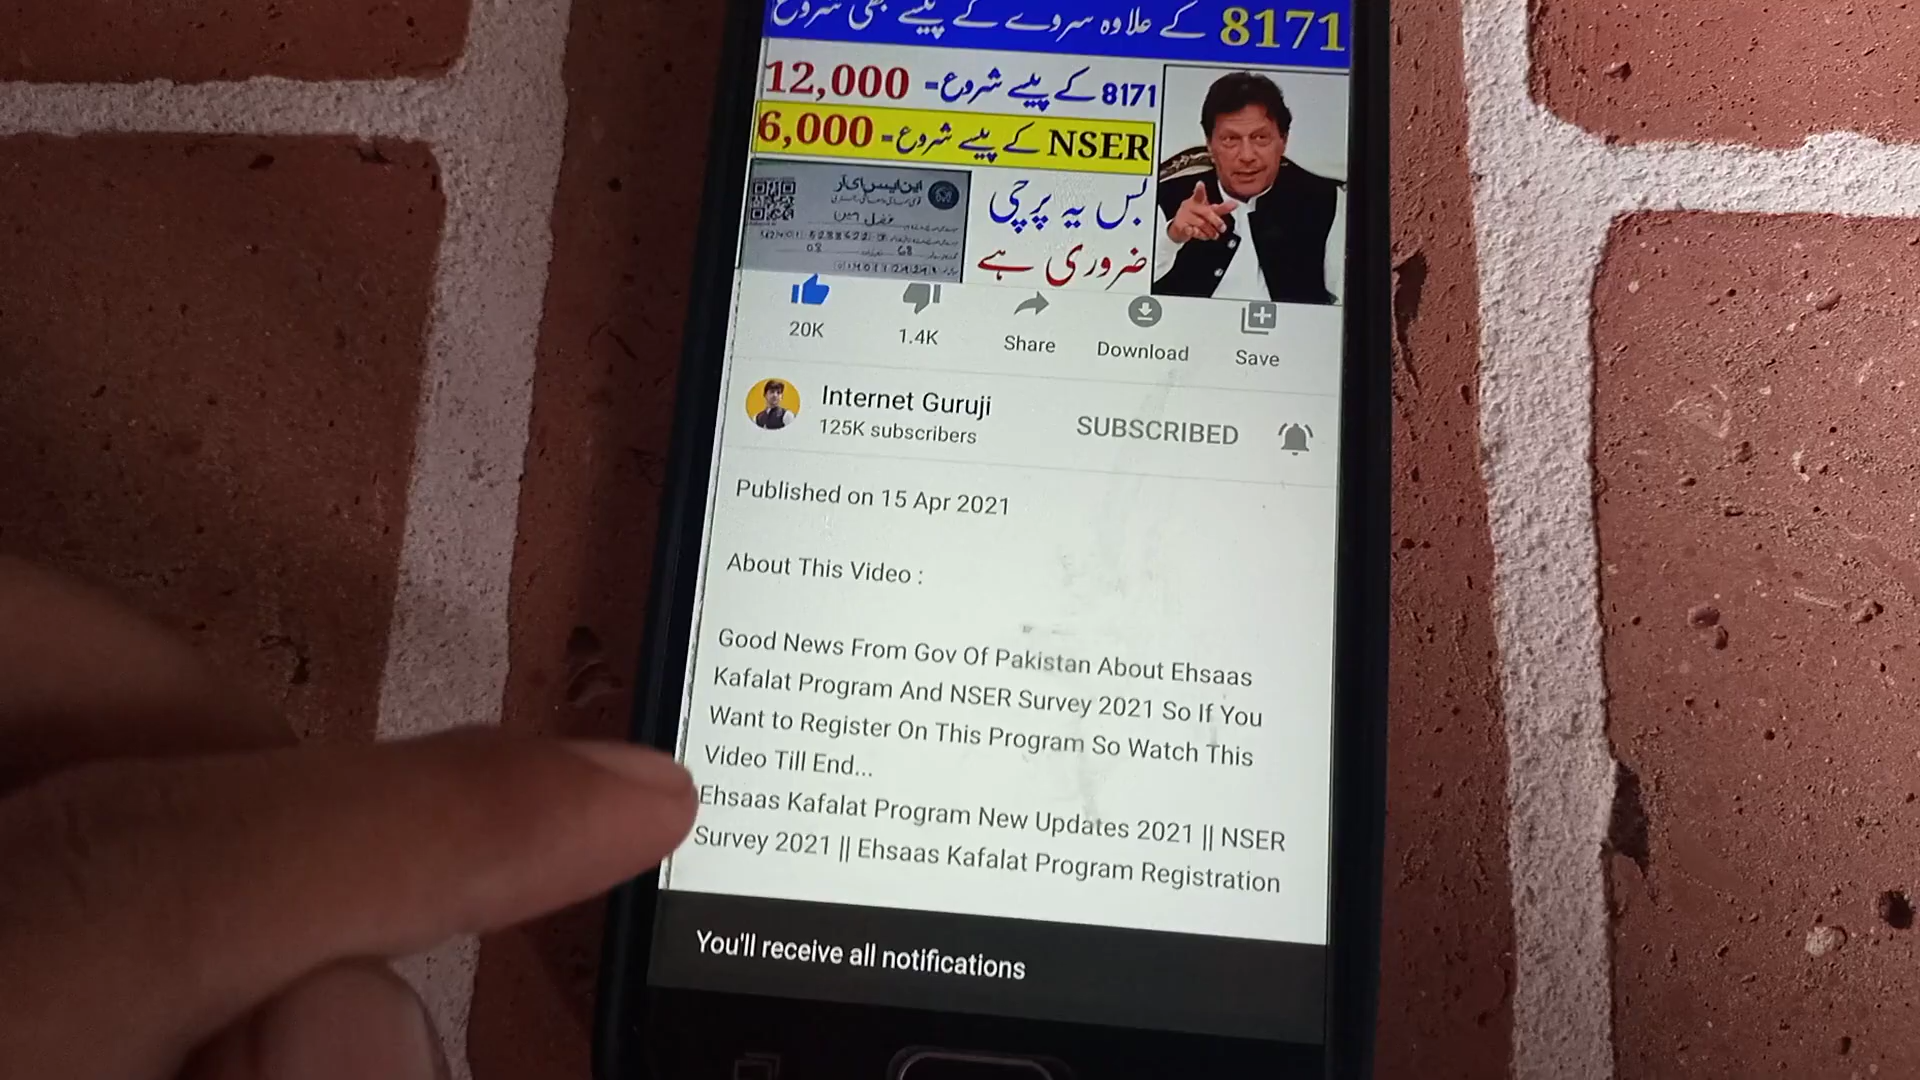 8171 کے علاوہ سروے کے پیسے بھی شروع
8171 کے پیسے شروع - 12,000
NSER کے پیسے شروع - 6,000
این ایس ای آر
بس یہ پرچی
ضروری ہے
20K
1.4K
Share
Download
Save
Internet Guruji
125K subscribers
SUBSCRIBED
Published on 15 Apr 2021
About This Video :
Good News From Gov Of Pakistan About Ehsaas
Kafalat Program And NSER Survey 2021 So If You
Want to Register On This Program So Watch This
Video Till End...
Ehsaas Kafalat Program New Updates 2021 || NSER
Survey 2021 || Ehsaas Kafalat Program Registration
You'll receive all notifications